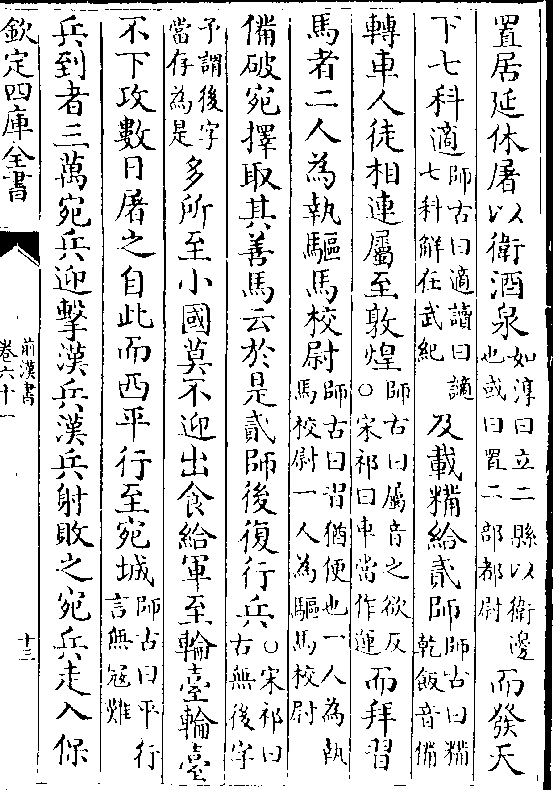 置居延休屠以衛酒泉如淳曰立二縣以衛邊也或曰置二部都尉而發天
下七科適師古曰適讀曰讁七科解在武紀及載糒給貳師師古曰糒乾飯音備
轉車人徒相連屬至敦煌師古曰屬音之欲反○宋祁曰車當作運而拜習
馬者二人為執驅馬校尉師古曰習猶便也一人為執馬校尉一人為驅馬校尉
備破宛擇取其善馬云於是貳師後復行兵○宋祁曰古無後字
予謂後字當存為是多所至小國莫不迎出食給軍至輪臺輪臺
不下攻數日屠之自此而西平行至宛城師古曰平行言無寇難
兵到者三萬宛兵迎擊漢兵漢兵射敗之宛兵走入保
欽定四庫全書
前漢書
卷六十一
十三